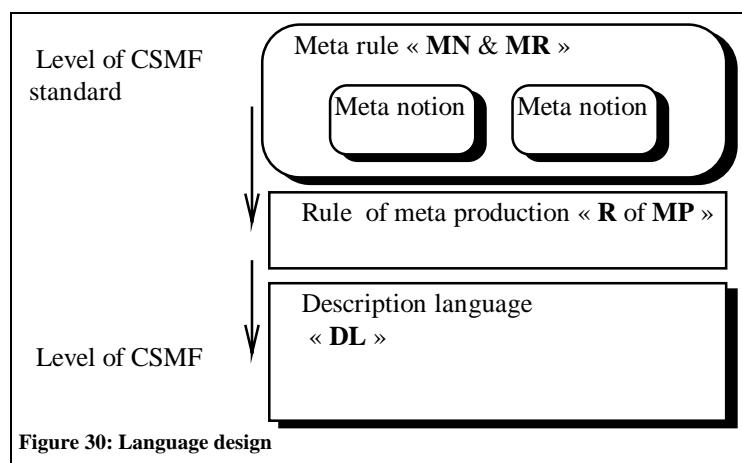 Meta rule « MN & MR »
Level of CSMF
standard
Meta notion
Meta notion
Rule of meta production « R of MP »
Description language
« DL »
Level of CSMF
Figure 30: Language design